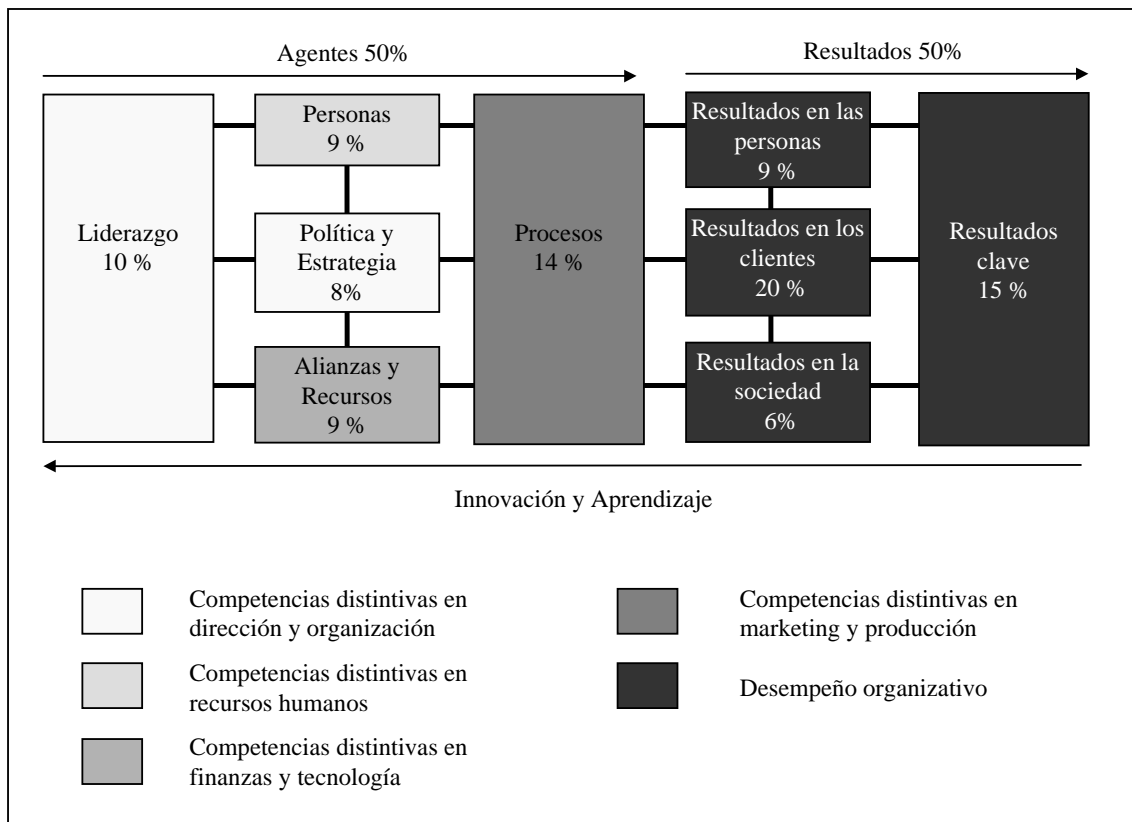 Agentes 50%
Resultados 50%
Liderazgo
10 %
Personas
9 %
Política y
Estrategia
8%
Alianzas y
Recursos
9 %
Procesos
14 %
Resultados en las
personas
9 %
Resultados en los
clientes
20 %
Resultados en la
sociedad
6%
Resultados
clave
15 %
Innovación y Aprendizaje
Competencias distintivas en
dirección y organización
Competencias distintivas en
recursos humanos
Competencias distintivas en
finanzas y tecnología
Competencias distintivas en
marketing y producción
Desempeño organizativo